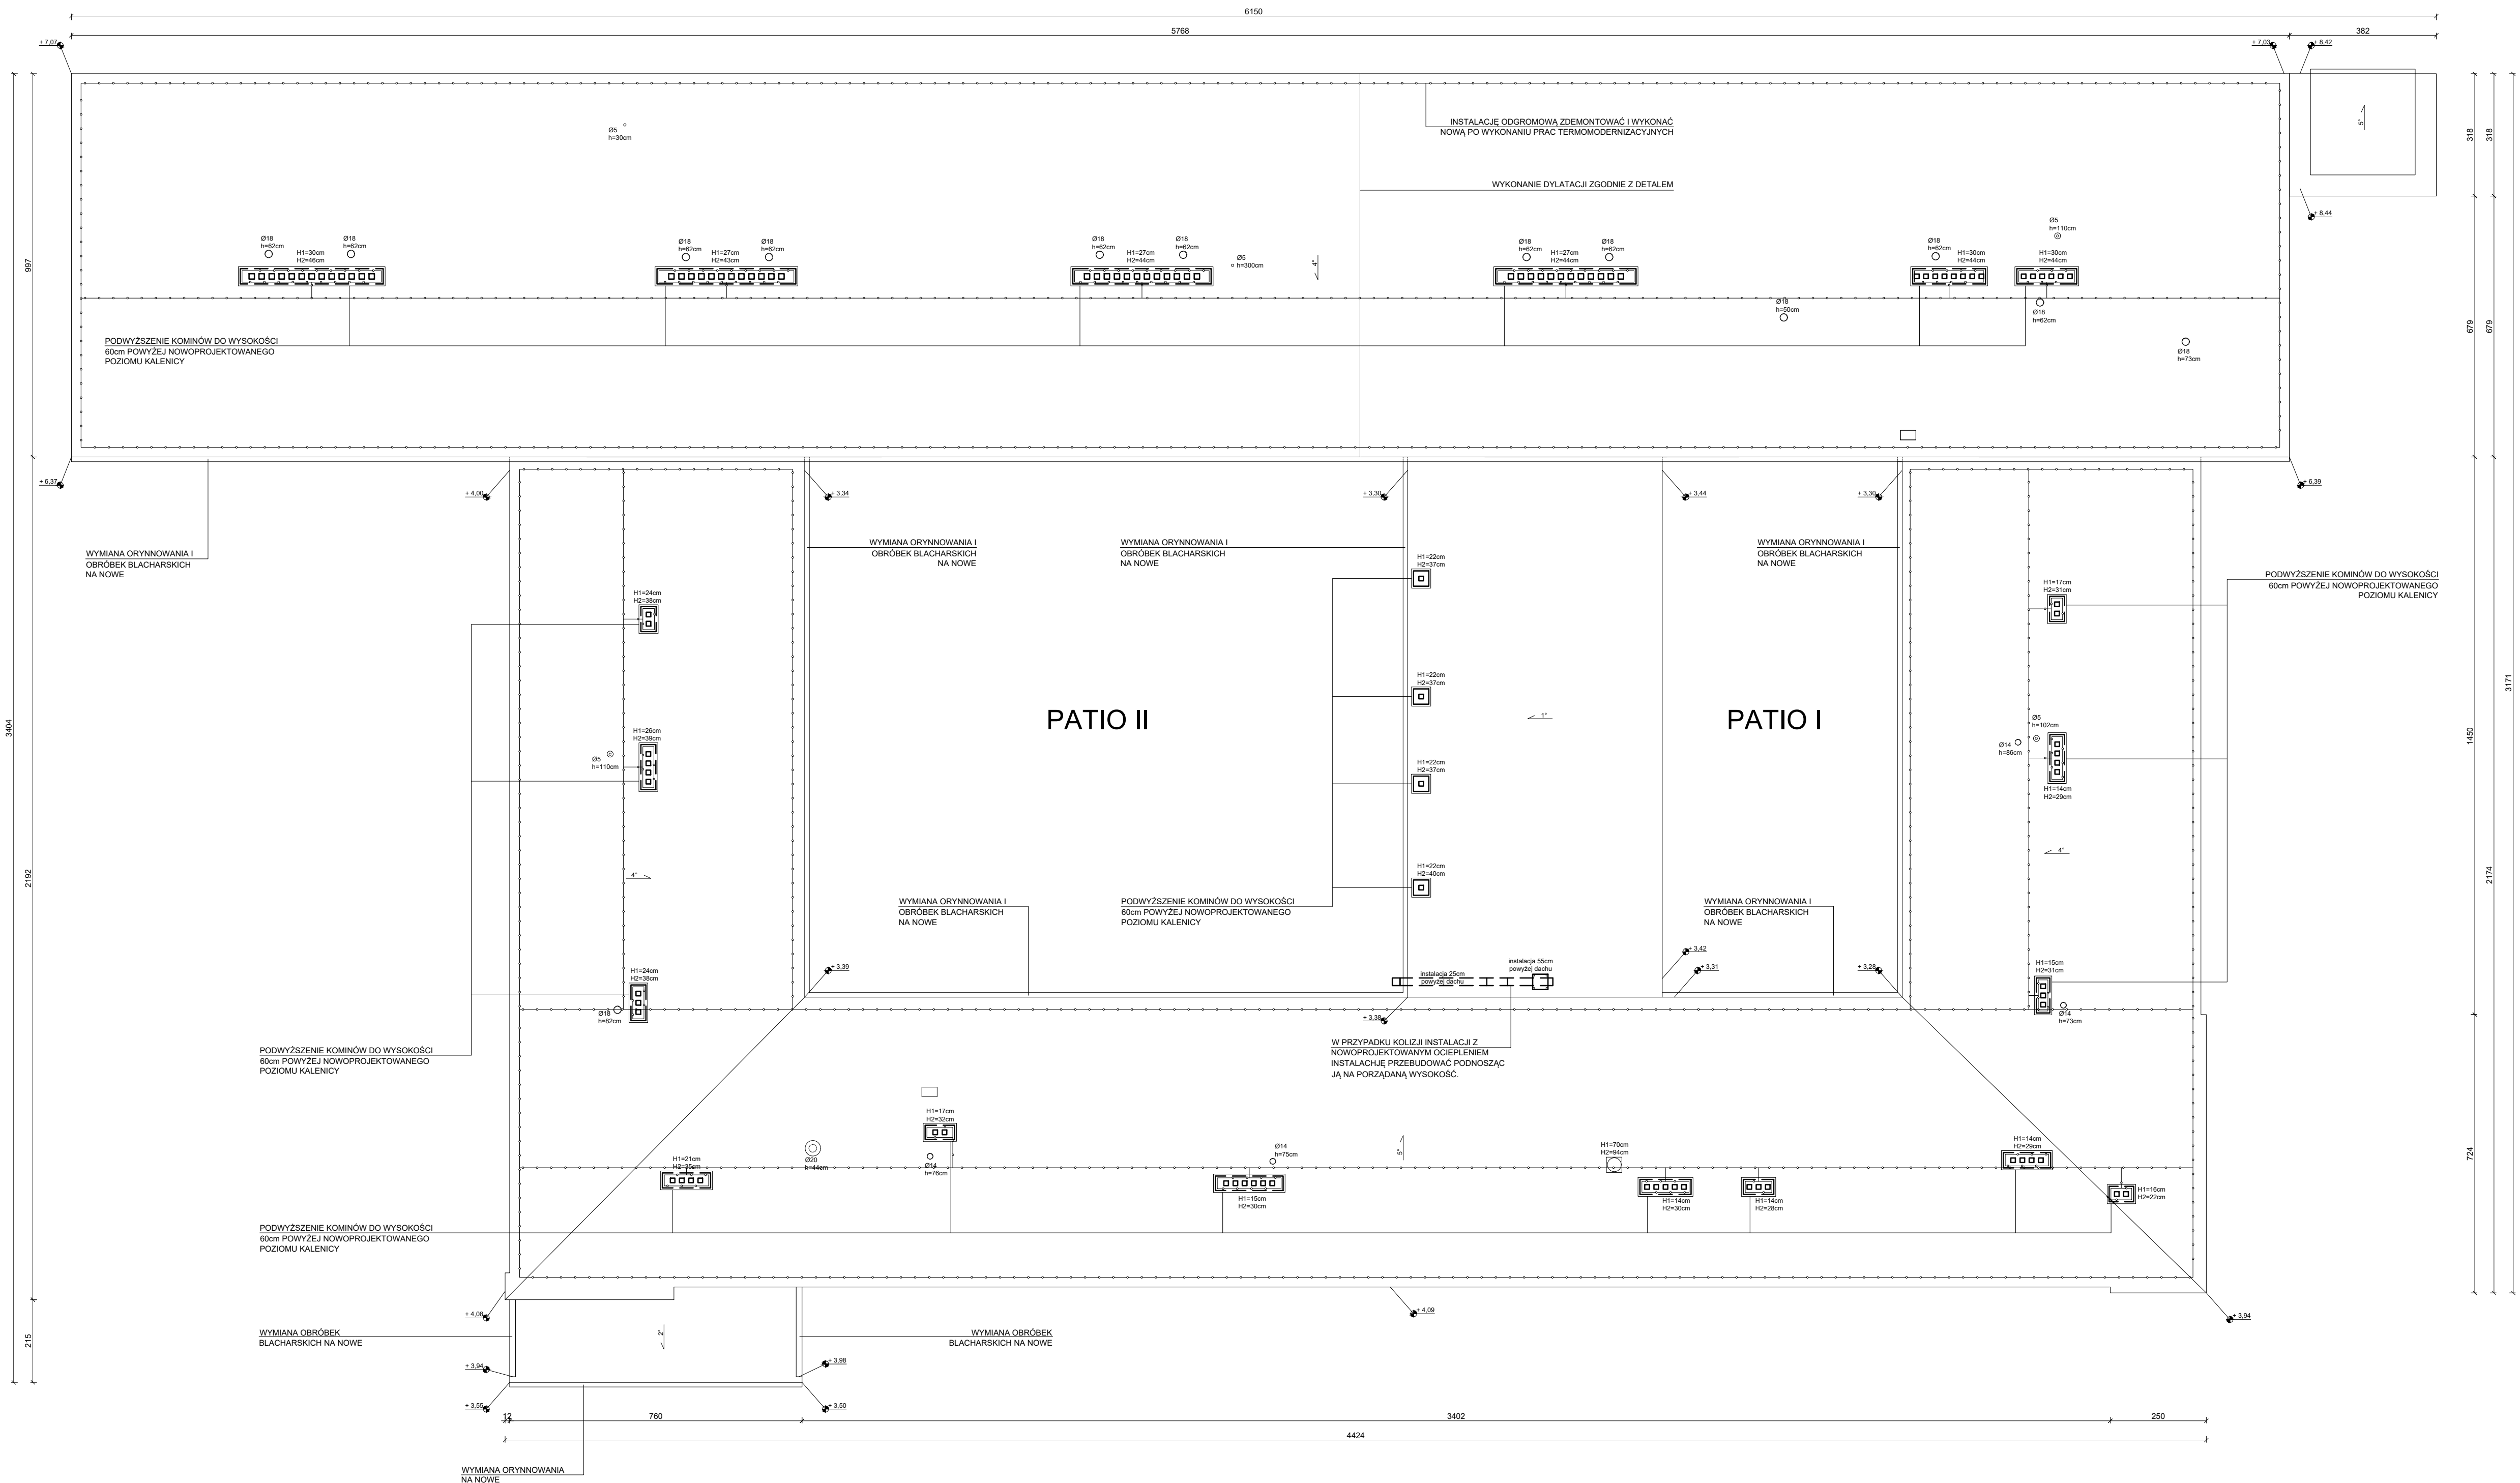 6150
5768
382
+ 7,07
+ 7,03
+ 8,42
INSTALACJĘ ODGROMOWĄ ZDEMONTOWAĆ I WYKONAĆ
NOWĄ PO WYKONANIU PRAC TERMOMODERNIZACYJNYCH
Ø5
h=30cm
5°
318
318
WYKONANIE DYLATACJI ZGODNIE Z DETALEM
+ 8,44
Ø18
h=62cm
H1=30cm
H2=46cm
Ø18
h=62cm
Ø18
h=62cm
H1=27cm
H2=43cm
Ø18
h=62cm
Ø18
h=62cm
H1=27cm
H2=44cm
Ø18
h=62cm
Ø5
h=300cm
4°
Ø18
h=62cm
H1=27cm
H2=44cm
Ø18
h=62cm
Ø18
h=62cm
H1=30cm
H2=44cm
Ø5
h=110cm
H1=30cm
H2=44cm
997
Ø18
h=50cm
Ø18
h=62cm
679
679
PODWYŻSZENIE KOMINÓW DO WYSOKOŚCI
60cm POWYŻEJ NOWOPROJEKTOWANEGO
POZIOMU KALENICY
Ø18
h=73cm
+ 6,37
+ 4,00
+ 3,34
+ 3,30
+ 3,44
+ 3,30
+ 6,39
WYMIANA ORYNNOWANIA I
OBRÓBEK BLACHARSKICH
NA NOWE
WYMIANA ORYNNOWANIA I
OBRÓBEK BLACHARSKICH
NA NOWE
WYMIANA ORYNNOWANIA I
OBRÓBEK BLACHARSKICH
NA NOWE
WYMIANA ORYNNOWANIA I
OBRÓBEK BLACHARSKICH
NA NOWE
PODWYŻSZENIE KOMINÓW DO WYSOKOŚCI
60cm POWYŻEJ NOWOPROJEKTOWANEGO
POZIOMU KALENICY
H1=24cm
H2=38cm
H1=22cm
H2=37cm
H1=17cm
H2=31cm
H1=22cm
H2=37cm
3404
3171
PATIO II
PATIO I
1°
H1=26cm
H2=39cm
Ø5
h=110cm
H1=22cm
H2=37cm
Ø5
h=102cm
Ø14
h=86cm
H1=14cm
H2=29cm
1450
2192
2174
4°
4°
H1=22cm
H2=40cm
WYMIANA ORYNNOWANIA I
OBRÓBEK BLACHARSKICH
NA NOWE
PODWYŻSZENIE KOMINÓW DO WYSOKOŚCI
60cm POWYŻEJ NOWOPROJEKTOWANEGO
POZIOMU KALENICY
WYMIANA ORYNNOWANIA I
OBRÓBEK BLACHARSKICH
NA NOWE
+ 3,39
+ 3,42
+ 3,31
+ 3,28
instalacja 25cm
powyżej dachu
instalacja 55cm
powyżej dachu
H1=24cm
H2=38cm
Ø18
h=82cm
H1=15cm
H2=31cm
Ø14
h=73cm
+ 3,38
W PRZYPADKU KOLIZJI INSTALACJI Z
NOWOPROJEKTOWANYM OCIEPLENIEM
INSTALACHJĘ PRZEBUDOWAĆ PODNOSZĄC
JĄ NA PORZĄDANĄ WYSOKOŚĆ.
PODWYŻSZENIE KOMINÓW DO WYSOKOŚCI
60cm POWYŻEJ NOWOPROJEKTOWANEGO
POZIOMU KALENICY
H1=17cm
H2=32cm
H1=21cm
H2=35cm
Ø20
h=44cm
Ø14
h=76cm
Ø14
h=75cm
H1=15cm
H2=30cm
5°
H1=70cm
H2=94cm
H1=14cm
H2=30cm
H1=14cm
H2=28cm
H1=14cm
H2=29cm
H1=16cm
H2=22cm
724
PODWYŻSZENIE KOMINÓW DO WYSOKOŚCI
60cm POWYŻEJ NOWOPROJEKTOWANEGO
POZIOMU KALENICY
+ 4,08
+ 4,09
+ 3,94
215
WYMIANA OBRÓBEK
BLACHARSKICH NA NOWE
2°
WYMIANA OBRÓBEK
BLACHARSKICH NA NOWE
+ 3,94
+ 3,98
+ 3,55
+ 3,50
12
760
3402
250
4424
WYMIANA ORYNNOWANIA
NA NOWE